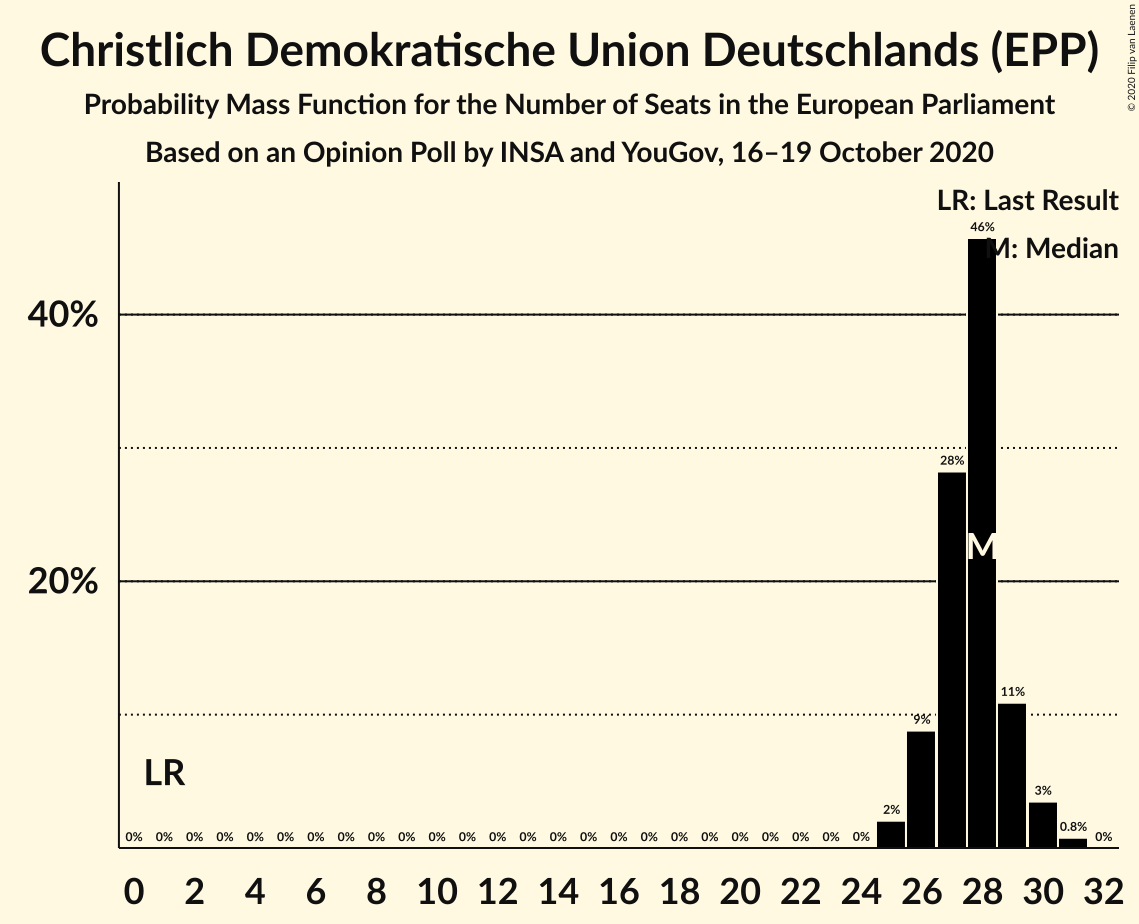 Christlich Demokratische Union Deutschlands (EPP)
Probability Mass Function for the Number of Seats in the European Parliament
Based on an Opinion Poll by INSA and YouGov, 16–19 October 2020
© 2020 Filip van Laenen
LR: Last Result
M: Median
46%
40%
28%
M
20%
11%
9%
LR
3%
2%
0.8%
0% 0% 0% 0% 0% 0% 0% 0% 0% 0% 0% 0% 0% 0% 0% 0% 0% 0% 0% 0% 0% 0% 0% 0% 0% 0%
0 2 4 6 8 10 12 14 16 18 20 22 24 26 28 30 32